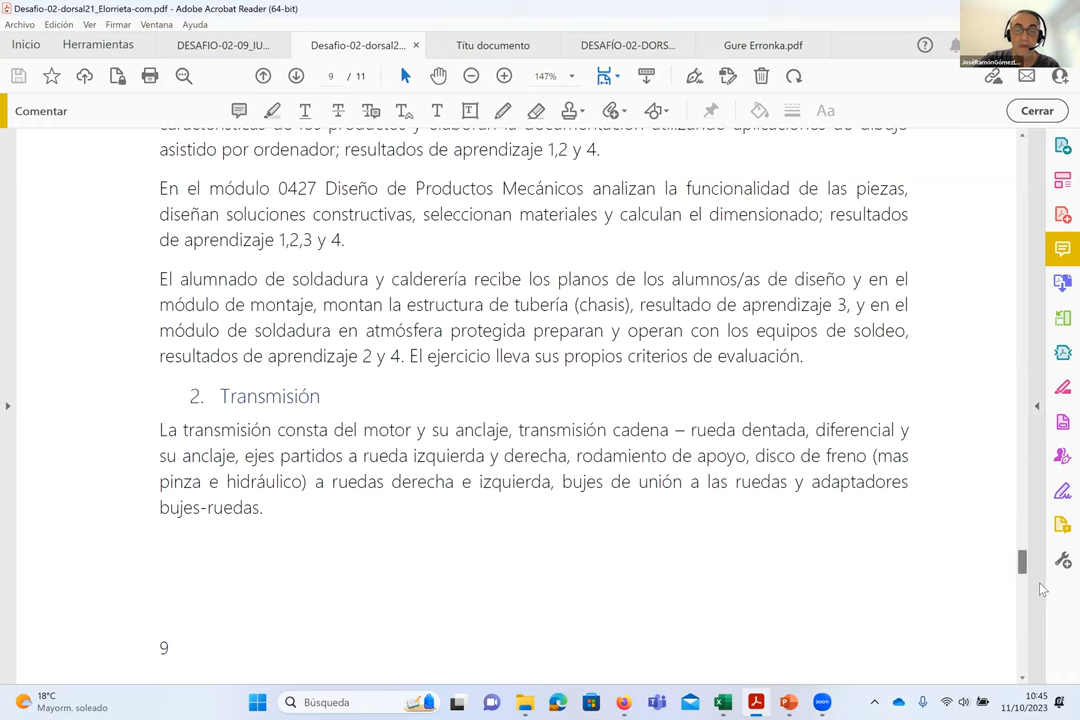 Desafio-02-dorsal21_Elorrieta-com.pdf - Adobe Acrobat Reader (64-bit)
Archivo Edición Ver Firmar Ventana Ayuda
Inicio Herramientas DESAFIO-02-09_IU... Desafio-02-dorsal2... × Títu documento DESAFÍO-02-DORS... Gure Erronka.pdf
9 / 11 147%
Comentar Cerrar
asistido por ordenador; resultados de aprendizaje 1,2 y 4.
En el módulo 0427 Diseño de Productos Mecánicos analizan la funcionalidad de las piezas,
diseñan soluciones constructivas, seleccionan materiales y calculan el dimensionado; resultados
de aprendizaje 1,2,3 y 4.
El alumnado de soldadura y calderería recibe los planos de los alumnos/as de diseño y en el
módulo de montaje, montan la estructura de tubería (chasis), resultado de aprendizaje 3, y en el
módulo de soldadura en atmósfera protegida preparan y operan con los equipos de soldeo,
resultados de aprendizaje 2 y 4. El ejercicio lleva sus propios criterios de evaluación.
2. Transmisión
La transmisión consta del motor y su anclaje, transmisión cadena – rueda dentada, diferencial y
su anclaje, ejes partidos a rueda izquierda y derecha, rodamiento de apoyo, disco de freno (mas
pinza e hidráulico) a ruedas derecha e izquierda, bujes de unión a las ruedas y adaptadores
bujes-ruedas.
9
18°C
Mayorm. soleado
Búsqueda
zoom
10:45
11/10/2023